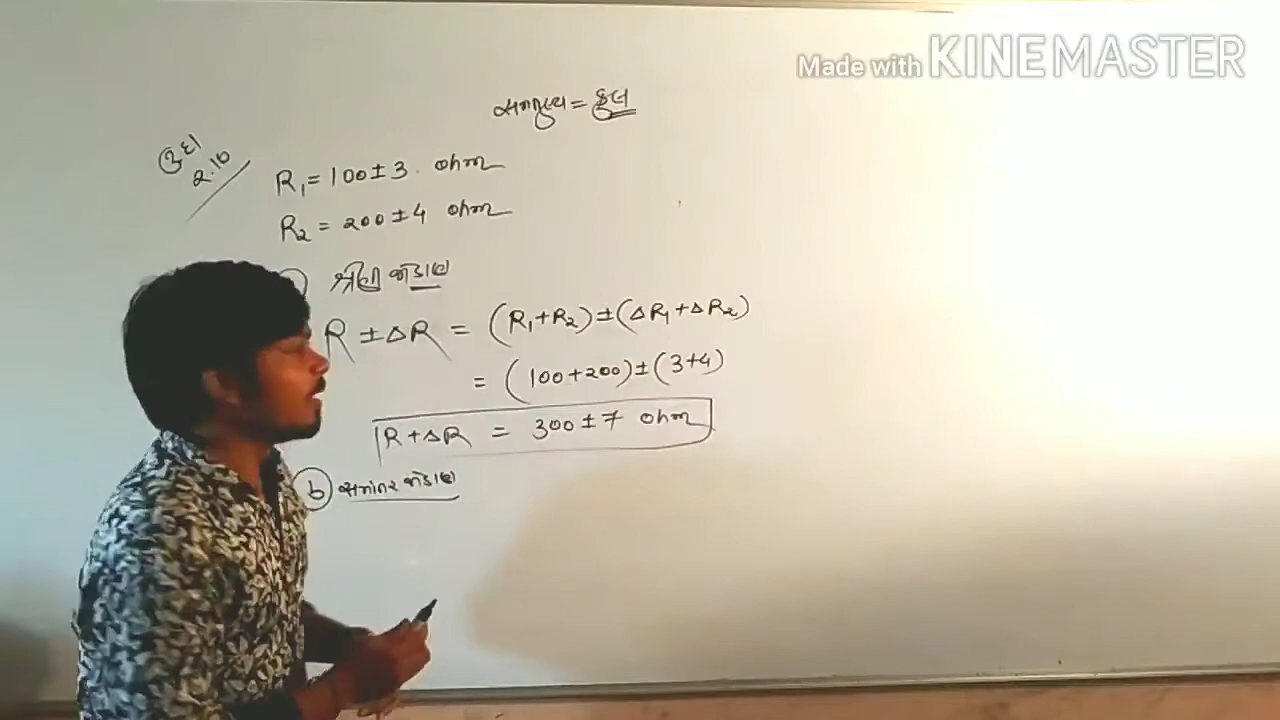 Made with KINEMASTER
સમતુલ્ય = કુલ
ઉદા
2.10
R₁ = 100 ± 3 ohm
R₂ = 200 ± 4 ohm
શ્રેણી જોડાણ
R ± ΔR = (R₁+R₂) ± (ΔR₁+ΔR₂)
= (100+200) ± (3+4)
R + ΔR = 300 ± 7 ohm
b સમાંતર જોડાણ